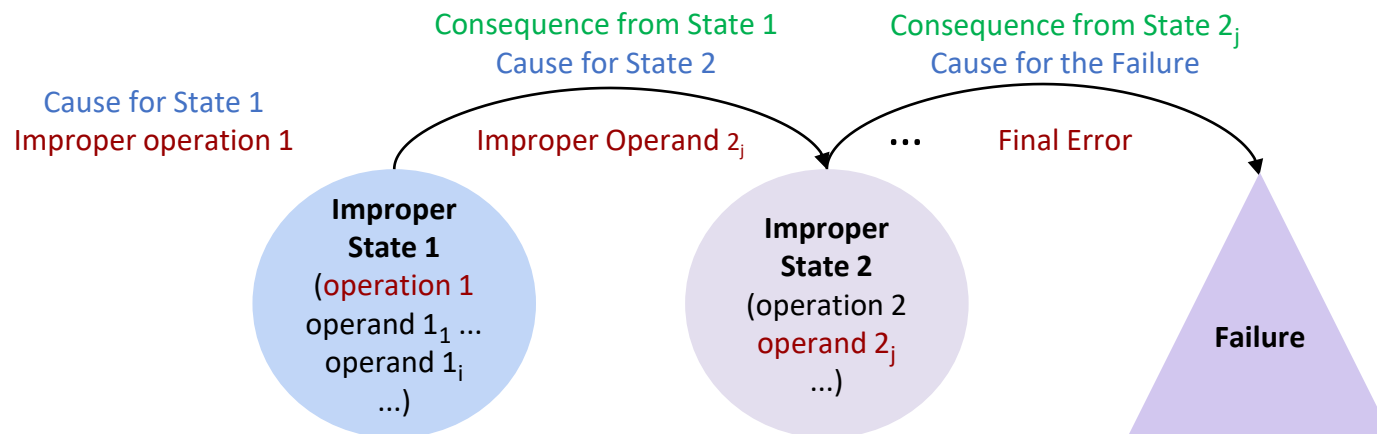 Consequence from State 1
Cause for State 2
Consequence from State 2j
Cause for the Failure
Cause for State 1
Improper operation 1
Improper Operand 2j
...
Final Error
Improper
State 1
(operation 1
operand 11 ...
operand 1i
...)
Improper
State 2
(operation 2
operand 2j
...)
Failure